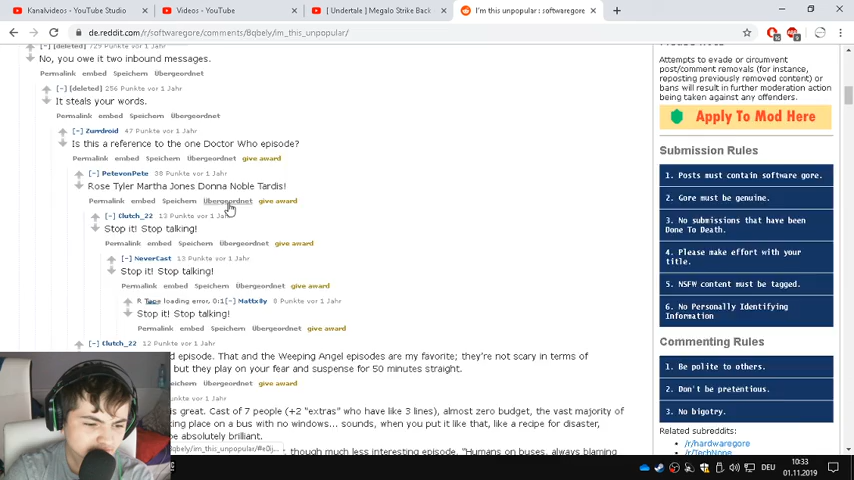 Kanalvideos - YouTube Studio
Videos - YouTube
[ Undertale ] Megalo Strike Back
I'm this unpopular : softwaregore
de.reddit.com/r/softwaregore/comments/8qbely/im_this_unpopular/
[-] [deleted] 729 Punkte vor 1 Jahr
No, you owe it two inbound messages.
Permalink embed Speichern Übergeordnet
[-] [deleted] 256 Punkte vor 1 Jahr
It steals your words.
Permalink embed Speichern Übergeordnet
[-] Zurrdroid 47 Punkte vor 1 Jahr
Is this a reference to the one Doctor Who episode?
Permalink embed Speichern Übergeordnet give award
[-] PetevonPete 38 Punkte vor 1 Jahr
Rose Tyler Martha Jones Donna Noble Tardis!
Permalink embed Speichern Übergeordnet give award
[-] Clutch_22 13 Punkte vor 1 Jahr
Stop it! Stop talking!
Permalink embed Speichern Übergeordnet give award
[-] NeverCast 13 Punkte vor 1 Jahr
Stop it! Stop talking!
Permalink embed Speichern Übergeordnet give award
loading error, 0:1[-] Mattx8y 8 Punkte vor 1 Jahr
Stop it! Stop talking!
Permalink embed Speichern Übergeordnet give award
[-] Clutch_22 12 Punkte vor 1 Jahr
episode. That and the Weeping Angel episodes are my favorite; they're not scary in terms of
but they play on your fear and suspense for 50 minutes straight.
Übergeordnet give award
is great. Cast of 7 people (+2 "extras" who have like 3 lines), almost zero budget, the vast majority of
king place on a bus with no windows... sounds, when you put it like that, like a recipe for disaster,
be absolutely brilliant.
though much less interesting episode. "Humans on buses, always blaming
8qbely/im_this_unpopular/#e0ij...
Attempts to evade or circumvent
post/comment removals (for instance,
reposting previously removed content) or
bans will result in further moderation action
being taken against any offenders.
Apply To Mod Here
Submission Rules
1. Posts must contain software gore.
2. Gore must be genuine.
3. No submissions that have been
Done To Death.
4. Please make effort with your
title.
5. NSFW content must be tagged.
6. No Personally Identifying
Information
Commenting Rules
1. Be polite to others.
2. Don't be pretentious.
3. No bigotry.
Related subreddits:
/r/hardwaregore
/r/TechNope
DEU
10:33
01.11.2019